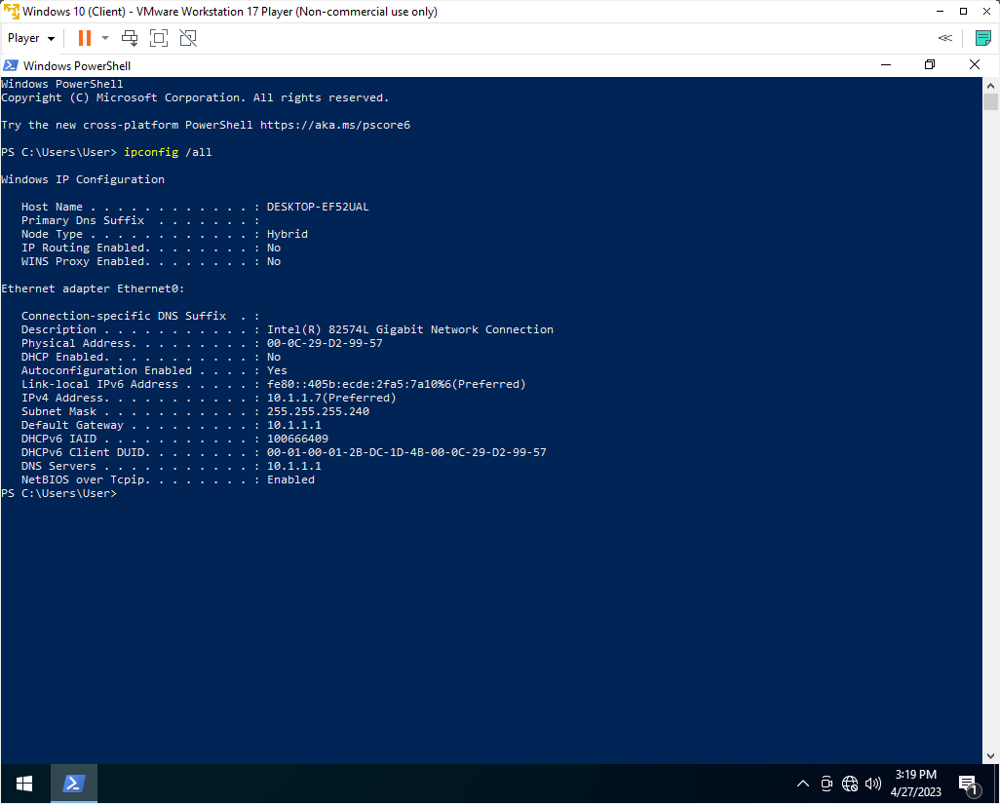 Windows 10 (Client) - VMware Workstation 17 Player (Non-commercial use only)
Player
Windows PowerShell
Windows PowerShell
Copyright (C) Microsoft Corporation. All rights reserved.
Try the new cross-platform PowerShell https://aka.ms/pscore6
PS C:\Users\User> ipconfig /all
Windows IP Configuration
   Host Name . . . . . . . . . . . . : DESKTOP-EF52UAL
   Primary Dns Suffix  . . . . . . . :
   Node Type . . . . . . . . . . . . : Hybrid
   IP Routing Enabled. . . . . . . . : No
   WINS Proxy Enabled. . . . . . . . : No
Ethernet adapter Ethernet0:
   Connection-specific DNS Suffix  . :
   Description . . . . . . . . . . . : Intel(R) 82574L Gigabit Network Connection
   Physical Address. . . . . . . . . : 00-0C-29-D2-99-57
   DHCP Enabled. . . . . . . . . . . : No
   Autoconfiguration Enabled . . . . : Yes
   Link-local IPv6 Address . . . . . : fe80::405b:ecde:2fa5:7a10%6(Preferred)
   IPv4 Address. . . . . . . . . . . : 10.1.1.7(Preferred)
   Subnet Mask . . . . . . . . . . . : 255.255.255.240
   Default Gateway . . . . . . . . . : 10.1.1.1
   DHCPv6 IAID . . . . . . . . . . . : 100666409
   DHCPv6 Client DUID. . . . . . . . : 00-01-00-01-2B-DC-1D-4B-00-0C-29-D2-99-57
   DNS Servers . . . . . . . . . . . : 10.1.1.1
   NetBIOS over Tcpip. . . . . . . . : Enabled
PS C:\Users\User>
3:19 PM
4/27/2023
1